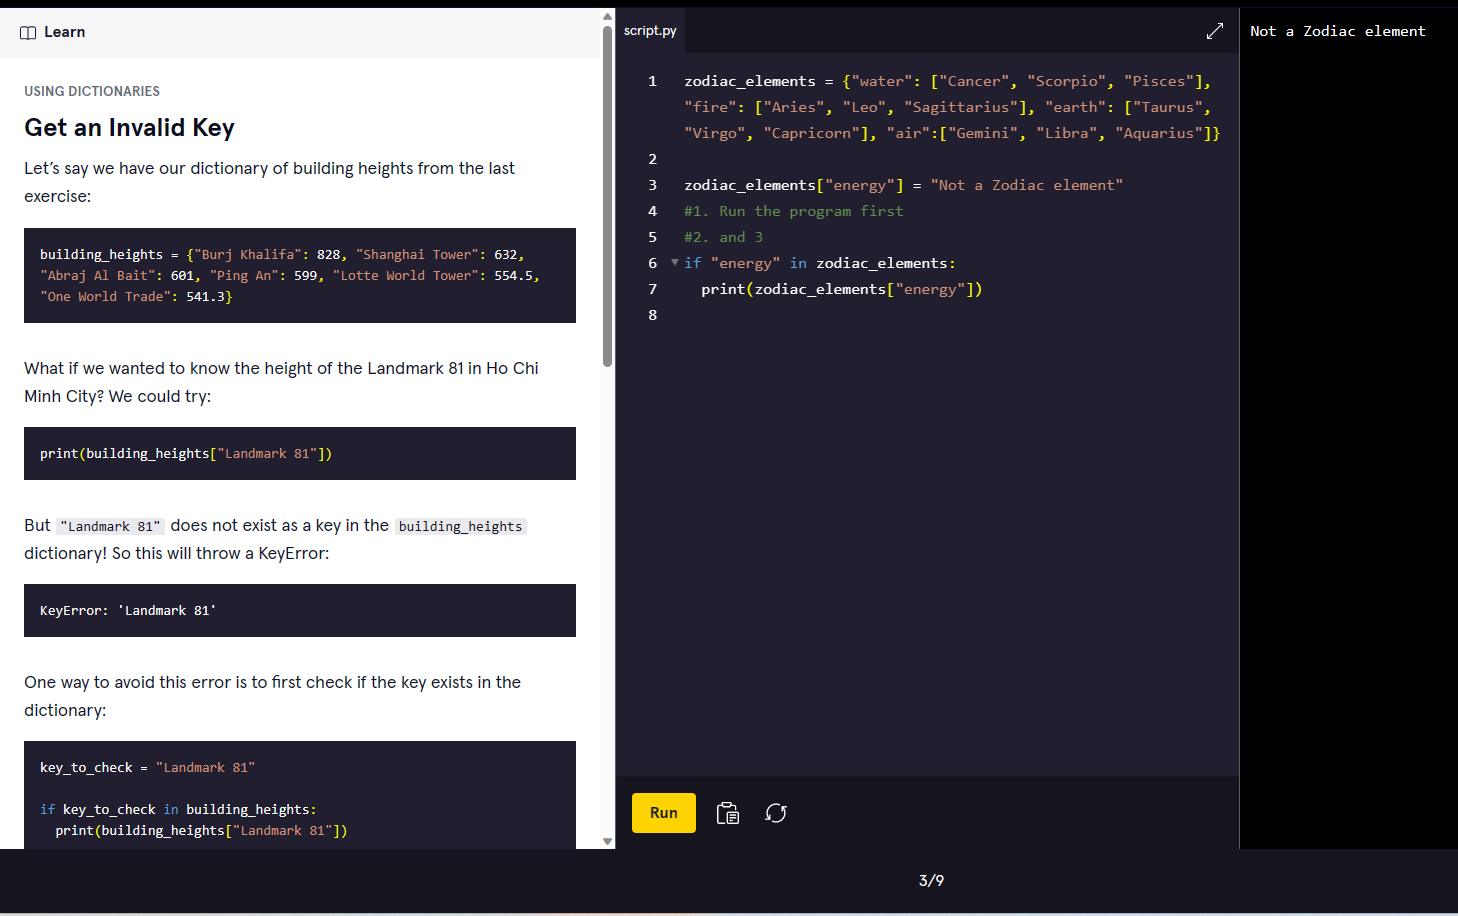 Learn
USING DICTIONARIES
Get an Invalid Key
Let’s say we have our dictionary of building heights from the last
exercise:
building_heights = {"Burj Khalifa": 828, "Shanghai Tower": 632,
"Abraj Al Bait": 601, "Ping An": 599, "Lotte World Tower": 554.5,
"One World Trade": 541.3}
What if we wanted to know the height of the Landmark 81 in Ho Chi
Minh City? We could try:
print(building_heights["Landmark 81"])
But "Landmark 81" does not exist as a key in the building_heights
dictionary! So this will throw a KeyError:
KeyError: 'Landmark 81'
One way to avoid this error is to first check if the key exists in the
dictionary:
key_to_check = "Landmark 81"
if key_to_check in building_heights:
  print(building_heights["Landmark 81"])
script.py
1 zodiac_elements = {"water": ["Cancer", "Scorpio", "Pisces"],
"fire": ["Aries", "Leo", "Sagittarius"], "earth": ["Taurus",
"Virgo", "Capricorn"], "air":["Gemini", "Libra", "Aquarius"]}
2
3 zodiac_elements["energy"] = "Not a Zodiac element"
4 #1. Run the program first
5 #2. and 3
6 if "energy" in zodiac_elements:
7   print(zodiac_elements["energy"])
8
Run
Not a Zodiac element
3/9